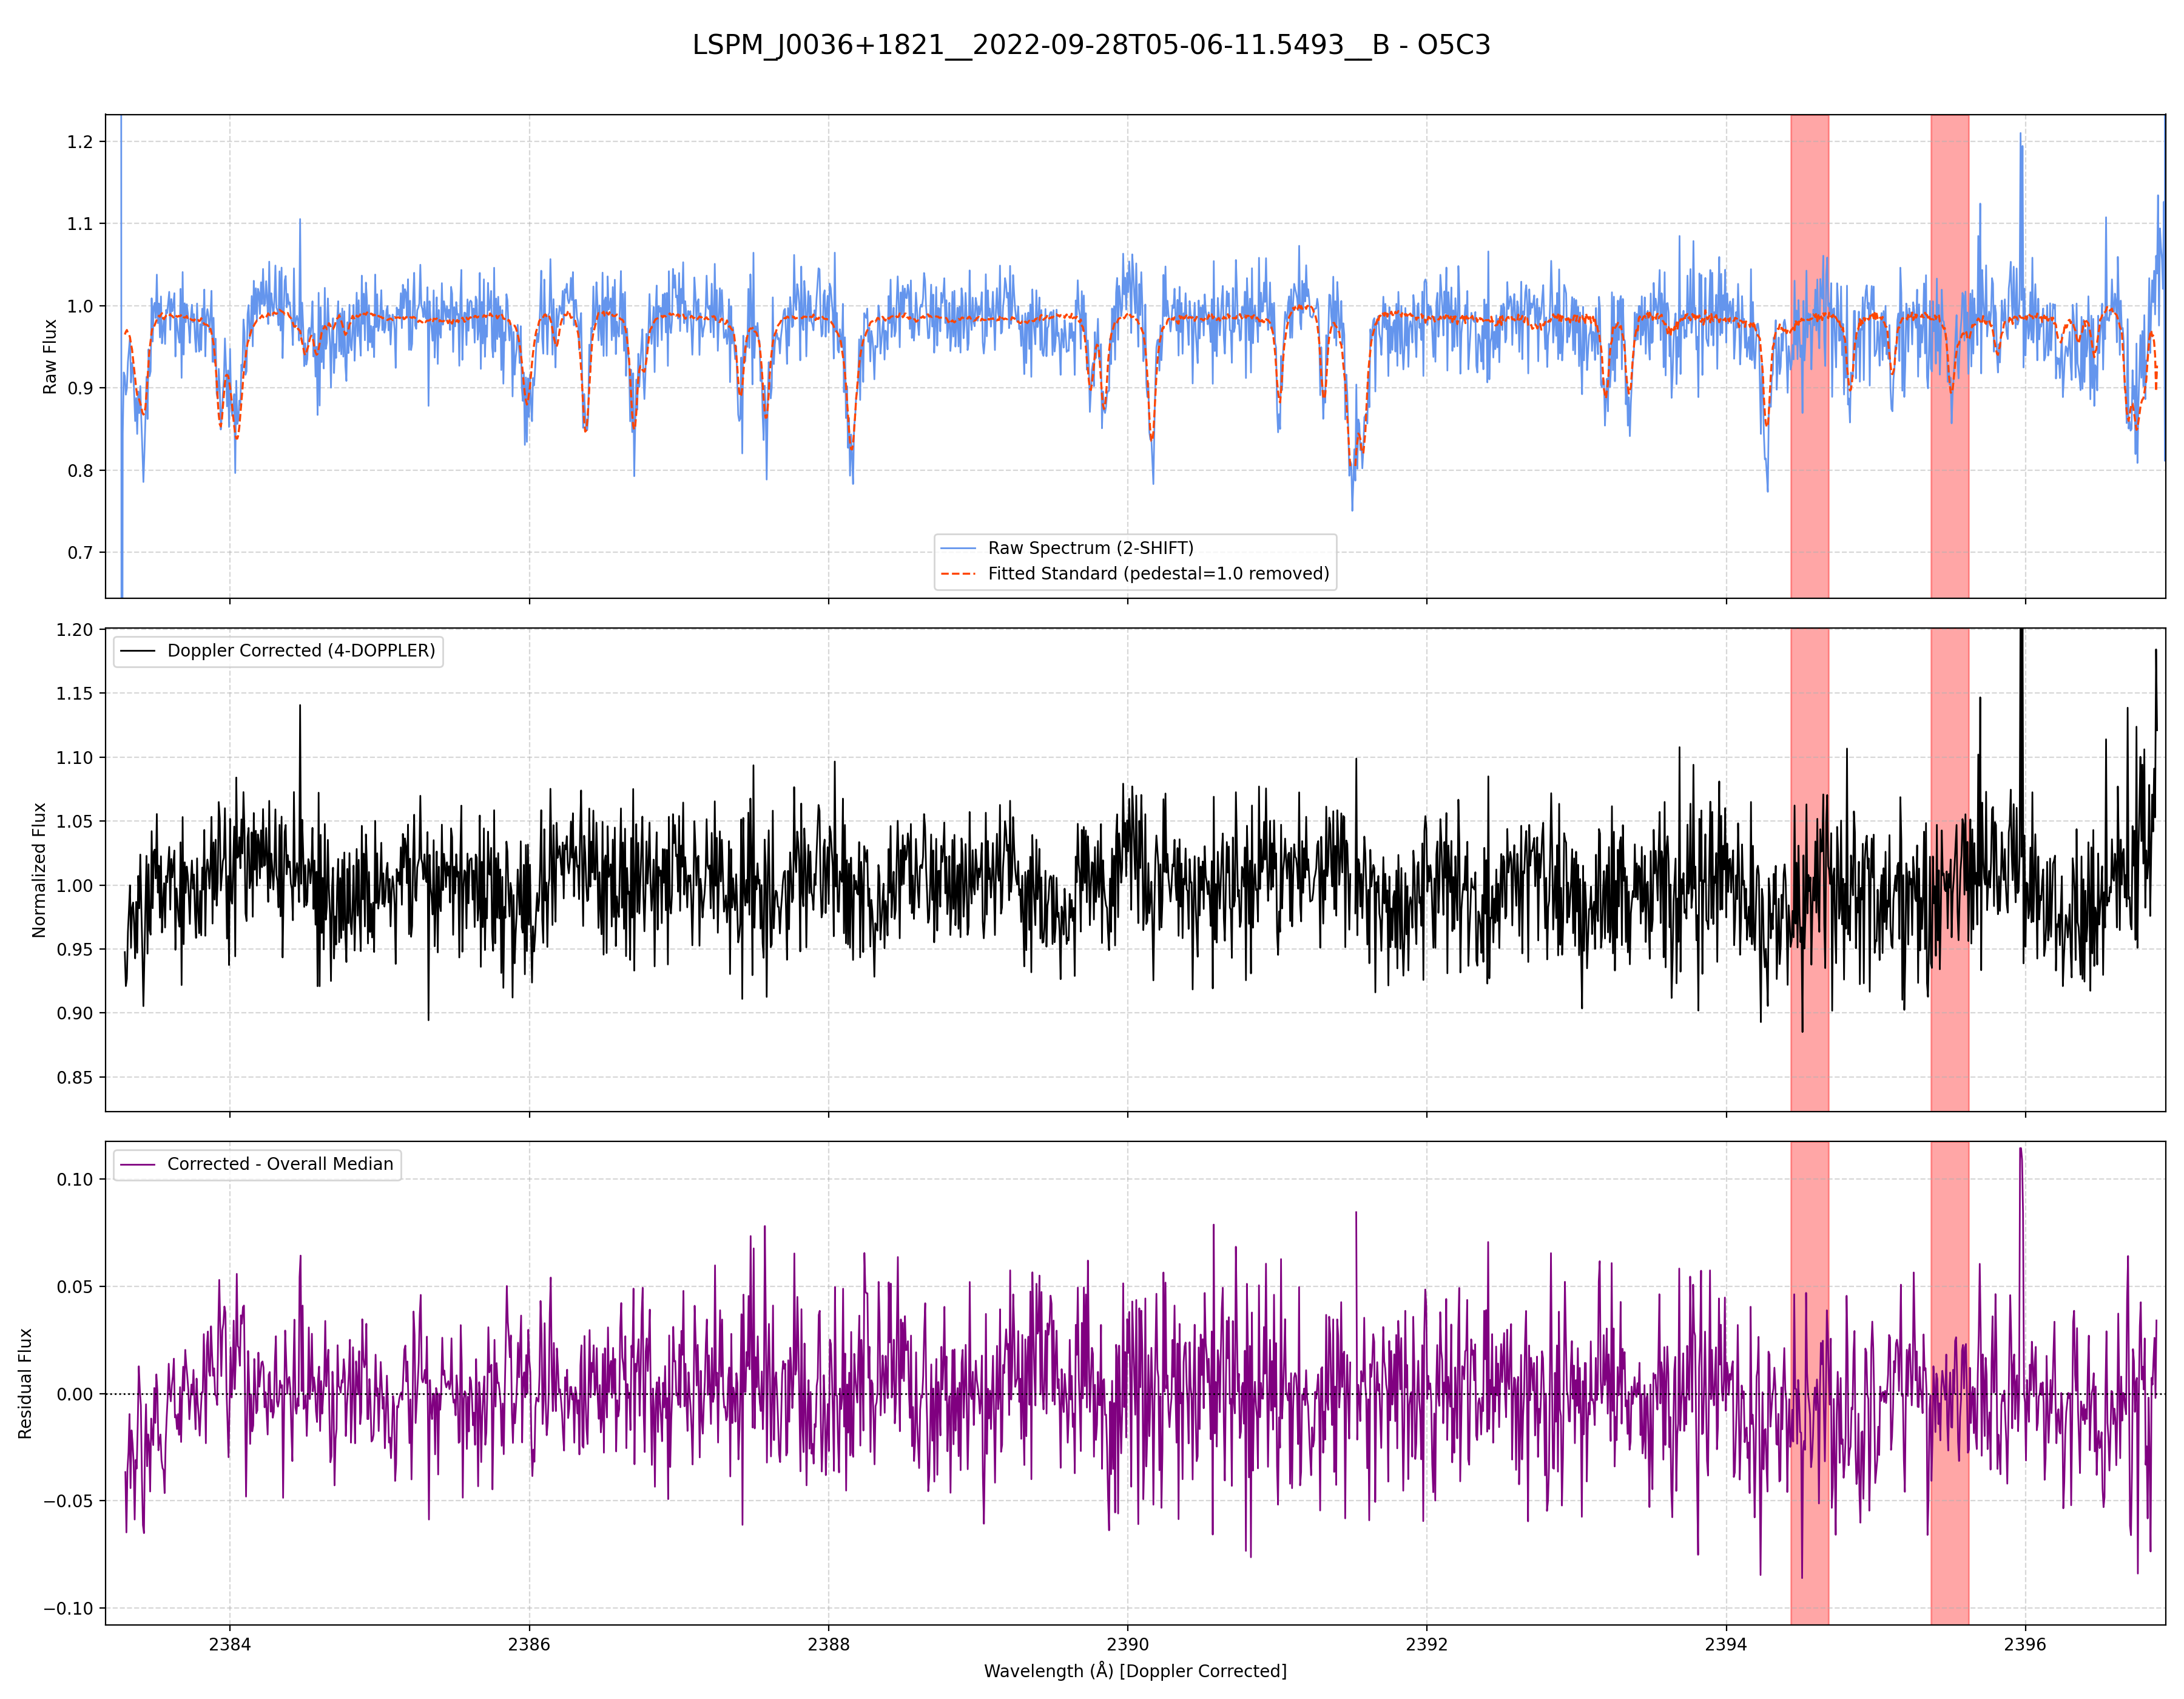 LSPM_J0036+1821__2022-09-28T05-06-11.5493__B - O5C3
1.2
1.1
1.0
0.9
0.8
0.7
Raw Flux
Raw Spectrum (2-SHIFT)
Fitted Standard (pedestal=1.0 removed)
1.20
1.15
1.10
1.05
1.00
0.95
0.90
0.85
Normalized Flux
Doppler Corrected (4-DOPPLER)
0.10
0.05
0.00
−0.05
−0.10
Residual Flux
Corrected - Overall Median
2384 2386 2388 2390 2392 2394 2396
Wavelength (Å) [Doppler Corrected]